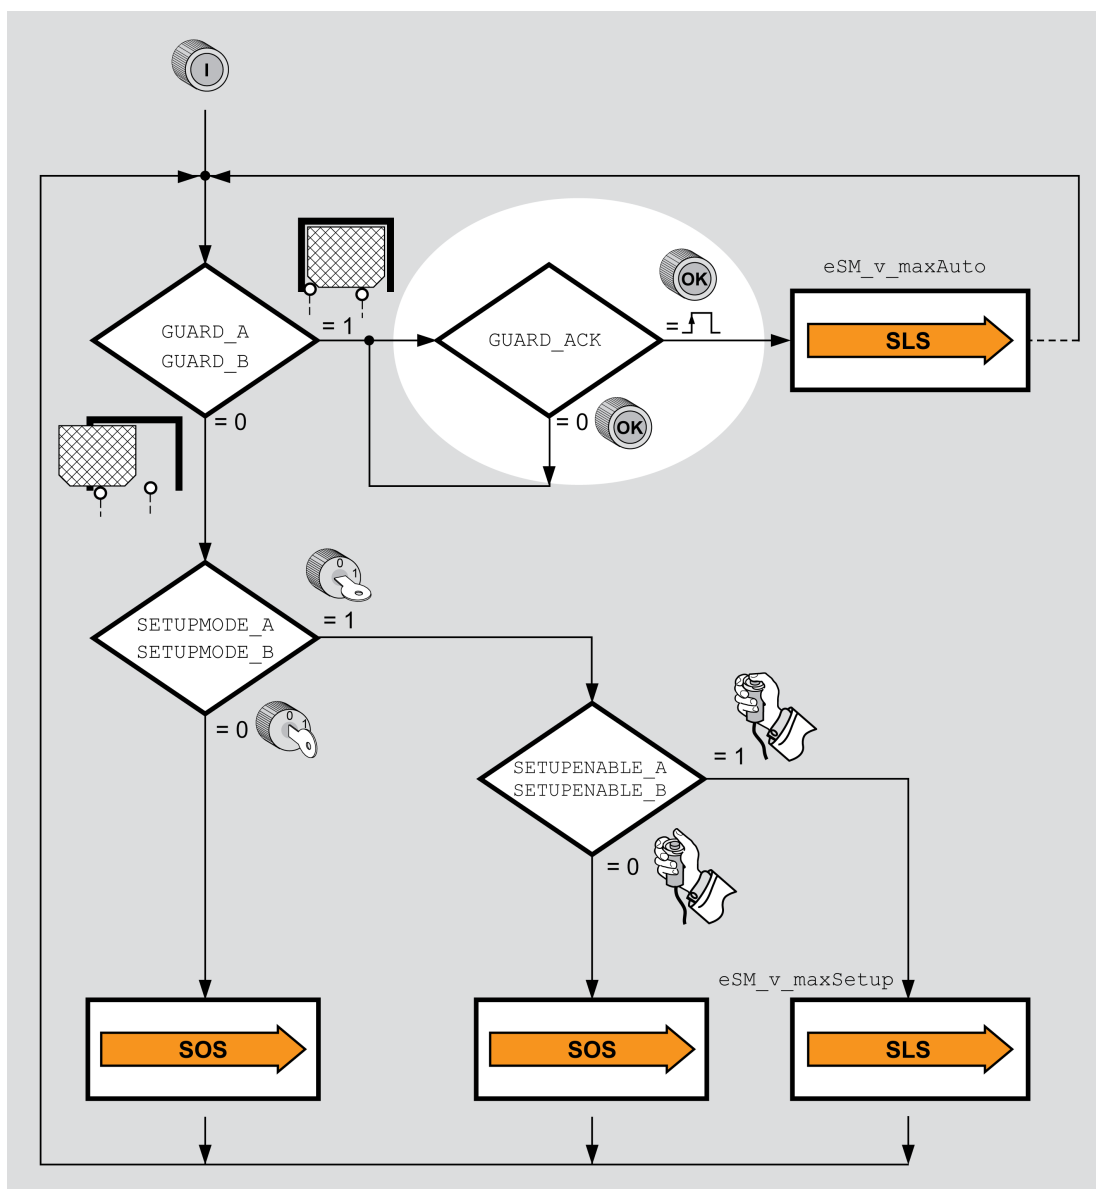 I
eSM_v_maxAuto
OK
= 1
GUARD_A
GUARD_B
GUARD_ACK
=
SLS
= 0
= 0
OK
0
1
= 1
SETUPMODE_A
SETUPMODE_B
= 0
0
1
= 1
SETUPENABLE_A
SETUPENABLE_B
= 0
eSM_v_maxSetup
SOS
SOS
SLS